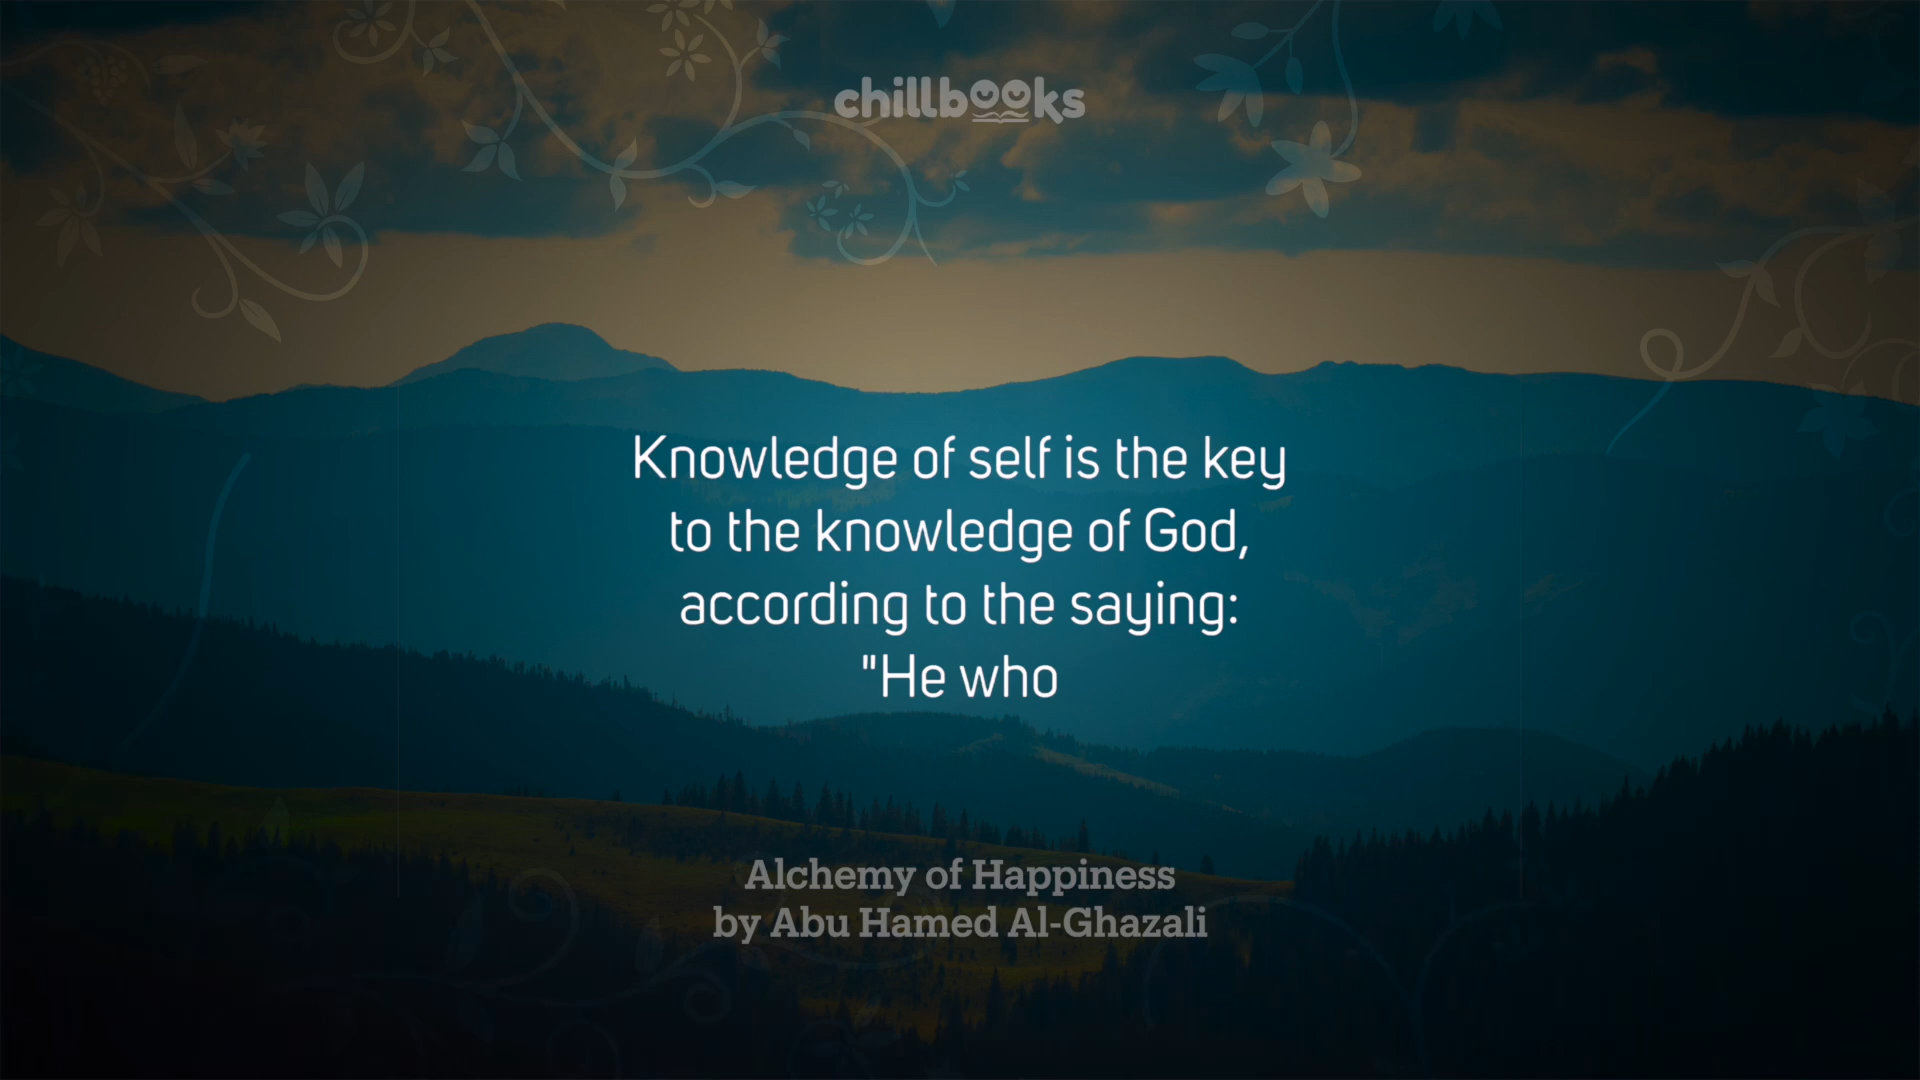 chillbooks
Knowledge of self is the key
to the knowledge of God,
according to the saying:
"He who
Alchemy of Happiness
by Abu Hamed Al-Ghazali